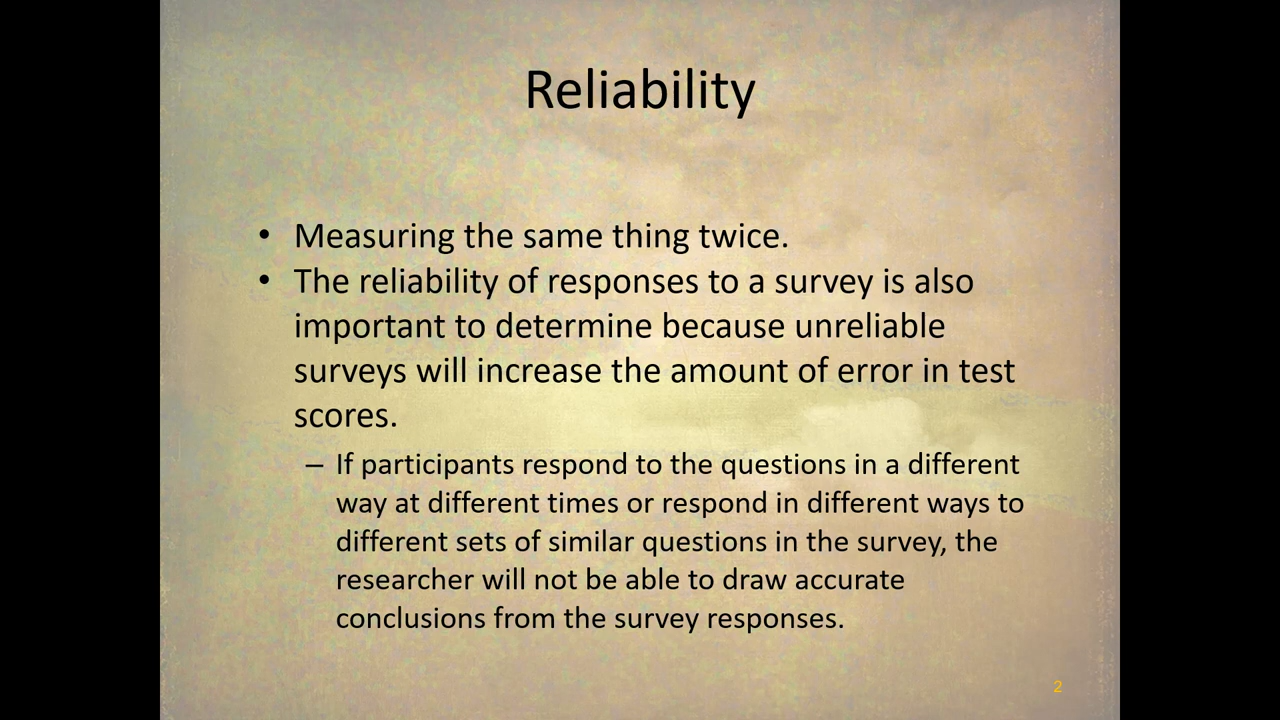 Reliability
• Measuring the same thing twice.
• The reliability of responses to a survey is also
important to determine because unreliable
surveys will increase the amount of error in test
scores.
– If participants respond to the questions in a different
way at different times or respond in different ways to
different sets of similar questions in the survey, the
researcher will not be able to draw accurate
conclusions from the survey responses.
2